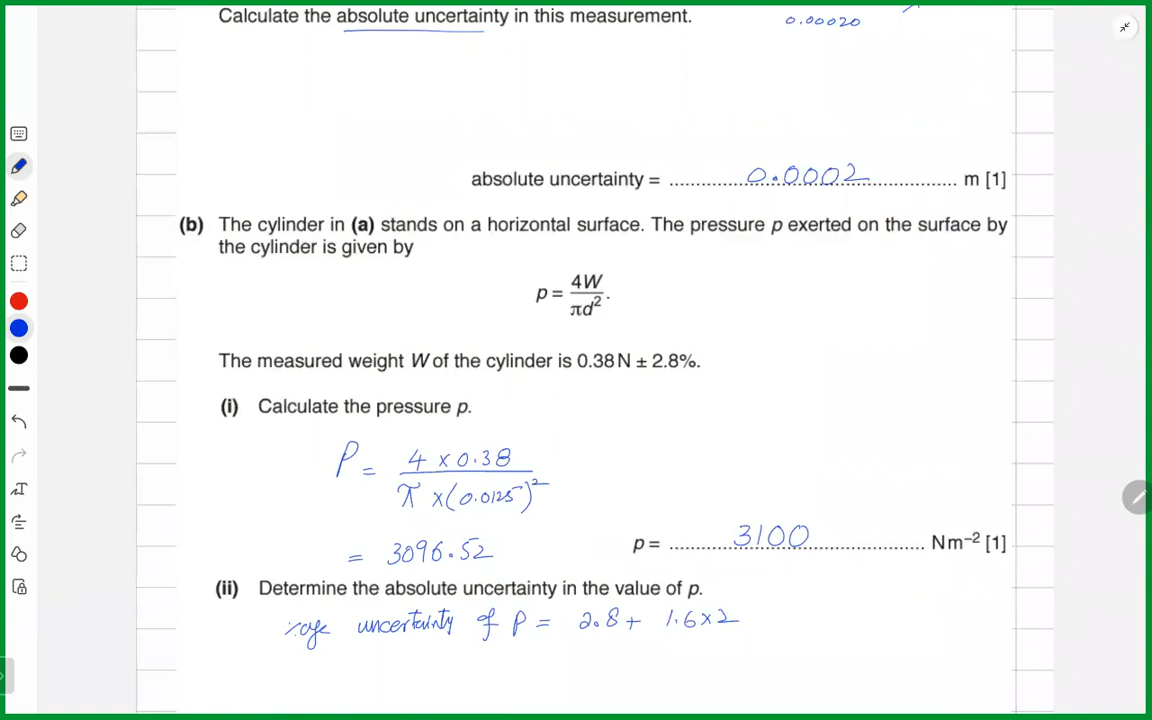 Calculate the absolute uncertainty in this measurement.
0.00020
absolute uncertainty = ........ 0.0002 ........ m [1]
(b) The cylinder in (a) stands on a horizontal surface. The pressure p exerted on the surface by
the cylinder is given by
p = 4W / πd².
The measured weight W of the cylinder is 0.38 N ± 2.8%.
(i) Calculate the pressure p.
P = 4 × 0.38 / π × (0.0125)²
= 3096.52
p = ........ 3100 ........ N m⁻² [1]
(ii) Determine the absolute uncertainty in the value of p.
%age uncertainty of P = 2.8 + 1.6 × 2